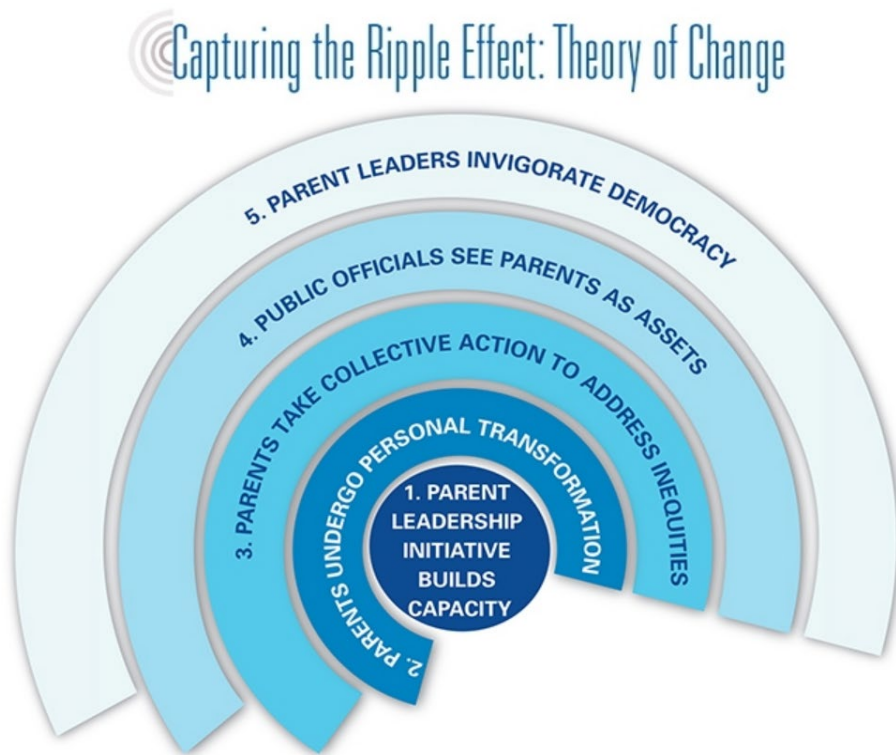 Capturing the Ripple Effect: Theory of Change
5. PARENT LEADERS INVIGORATE DEMOCRACY
4. PUBLIC OFFICIALS SEE PARENTS AS ASSETS
3. PARENTS TAKE COLLECTIVE ACTION TO ADDRESS INEQUITIES
2. PARENTS UNDERGO PERSONAL TRANSFORMATION
1. PARENT
LEADERSHIP
INITIATIVE
BUILDS
CAPACITY